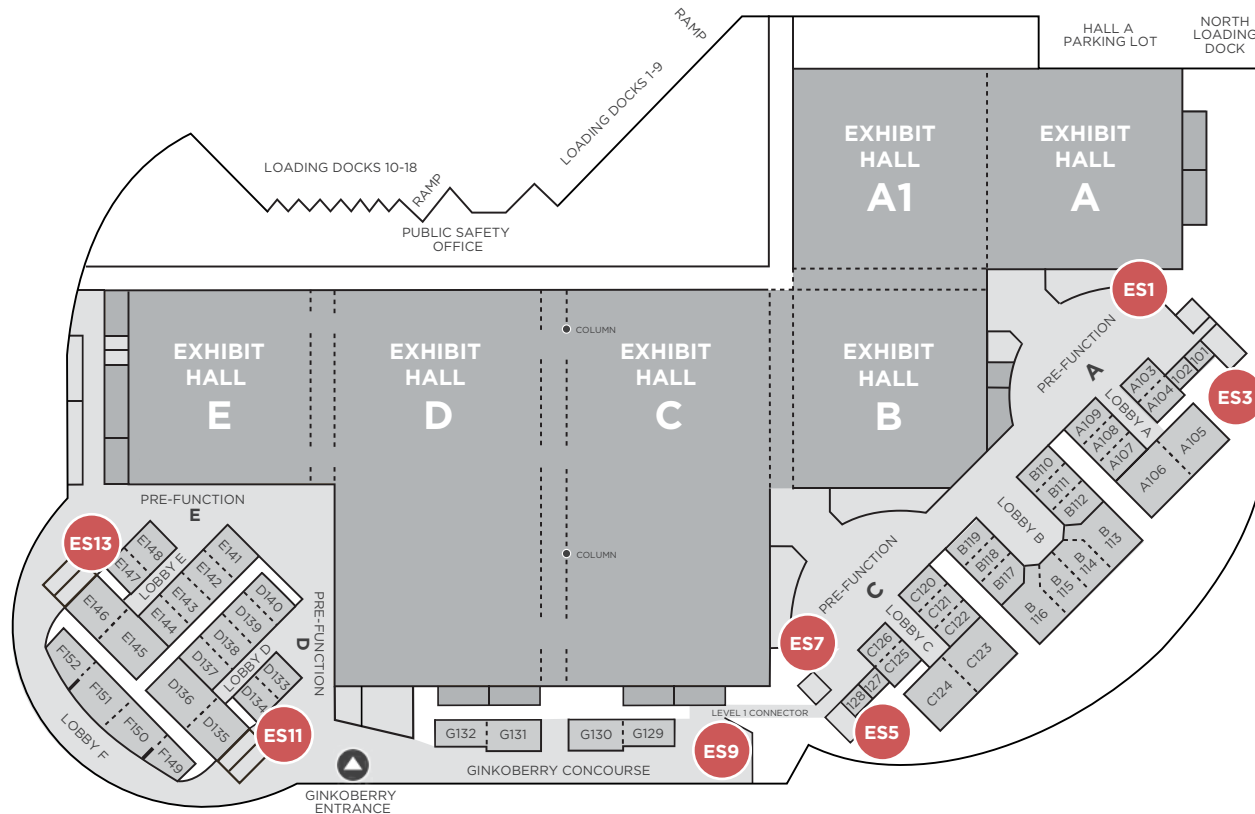 HALL A
PARKING LOT
NORTH
LOADING
DOCK
RAMP
LOADING DOCKS 1-9
LOADING DOCKS 10-18
RAMP
PUBLIC SAFETY
OFFICE
EXHIBIT
HALL
A1
EXHIBIT
HALL
A
ES1
EXHIBIT
HALL
E
EXHIBIT
HALL
D
COLUMN
EXHIBIT
HALL
C
EXHIBIT
HALL
B
PRE-FUNCTION
A
101
102
A103
A104
LOBBY A
ES3
A109
A108
A107
A105
A106
B110
B111
B112
LOBBY B
B
113
B
114
B
115
B
116
B119
B118
B117
PRE-FUNCTION
C
C120
C121
C122
LOBBY C
C123
C124
C126
C125
127
128
ES7
ES5
COLUMN
PRE-FUNCTION
E
ES13
E148
E147
LOBBY E
E141
E142
E143
E144
E146
E145
PRE-FUNCTION
D
D140
D139
D138
D137
LOBBY D
D133
D134
D136
D135
F152
F151
F150
F149
LOBBY F
ES11
LEVEL 1 CONNECTOR
G132
G131
G130
G129
ES9
GINKOBERRY CONCOURSE
GINKOBERRY
ENTRANCE